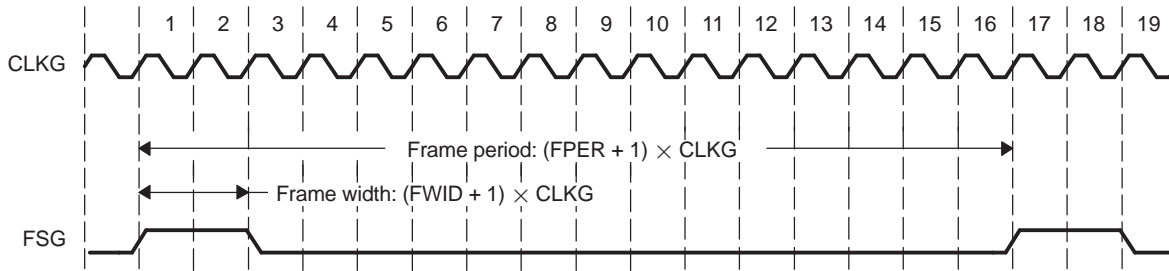 1 2 3 4 5 6 7 8 9 10 11 12 13 14 15 16 17 18 19
CLKG
Frame period: (FPER + 1) × CLKG
Frame width: (FWID + 1) × CLKG
FSG